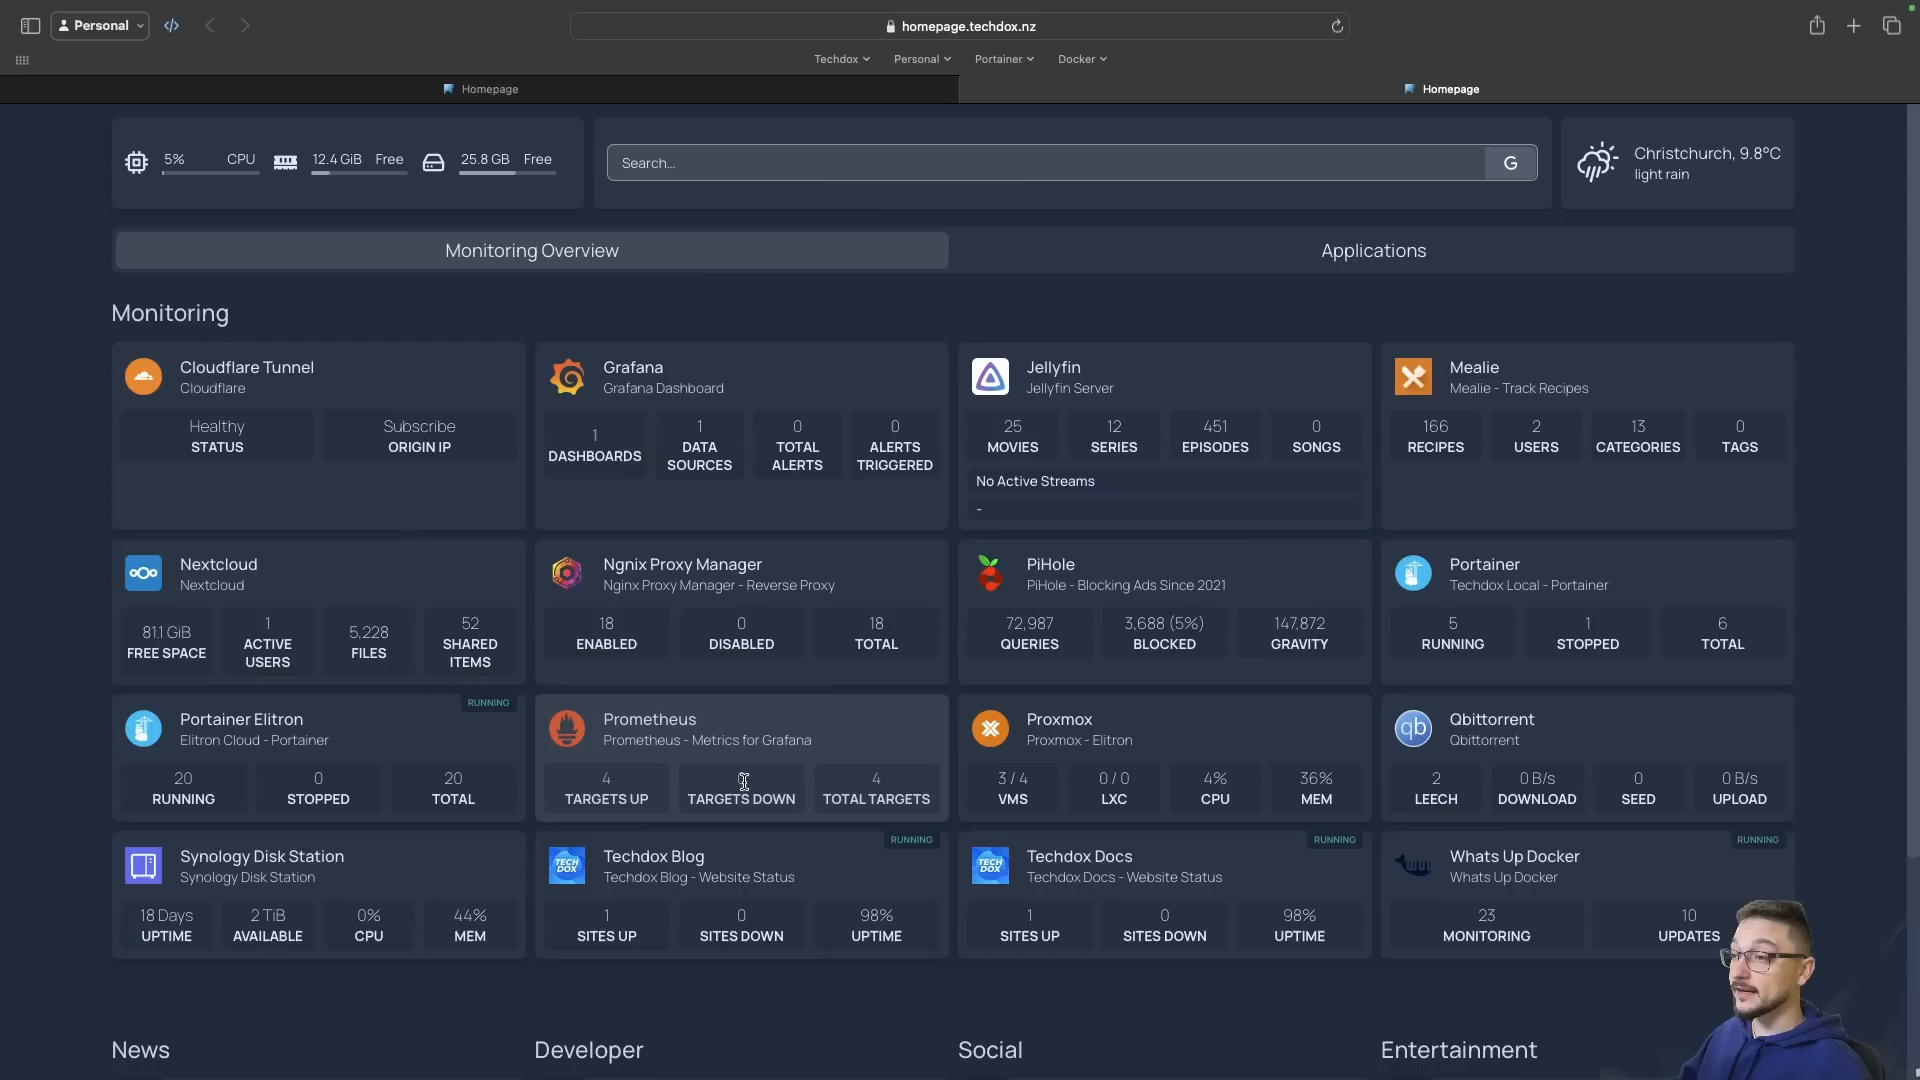 Personal
homepage.techdox.nz
Techdox
Personal
Portainer
Docker
Homepage
Homepage
5% CPU
12.4 GiB Free
25.8 GB Free
Search...
G
Christchurch, 9.8°C
light rain
Monitoring Overview
Applications
Monitoring
Cloudflare Tunnel
Cloudflare
Healthy
STATUS
Subscribe
ORIGIN IP
Grafana
Grafana Dashboard
1
DASHBOARDS
1
DATA
SOURCES
0
TOTAL
ALERTS
0
ALERTS
TRIGGERED
Jellyfin
Jellyfin Server
25
MOVIES
12
SERIES
451
EPISODES
0
SONGS
No Active Streams
-
Mealie
Mealie - Track Recipes
166
RECIPES
2
USERS
13
CATEGORIES
0
TAGS
Nextcloud
Nextcloud
81.1 GiB
FREE SPACE
1
ACTIVE
USERS
5,228
FILES
52
SHARED
ITEMS
Ngnix Proxy Manager
Nginx Proxy Manager - Reverse Proxy
18
ENABLED
0
DISABLED
18
TOTAL
PiHole
PiHole - Blocking Ads Since 2021
72,987
QUERIES
3,688 (5%)
BLOCKED
147,872
GRAVITY
Portainer
Techdox Local - Portainer
5
RUNNING
1
STOPPED
6
TOTAL
RUNNING
Portainer Elitron
Elitron Cloud - Portainer
20
RUNNING
0
STOPPED
20
TOTAL
Prometheus
Prometheus - Metrics for Grafana
4
TARGETS UP
TARGETS DOWN
4
TOTAL TARGETS
Proxmox
Proxmox - Elitron
3 / 4
VMS
0 / 0
LXC
4%
CPU
36%
MEM
qb
Qbittorrent
Qbittorrent
2
LEECH
0 B/s
DOWNLOAD
0
SEED
0 B/s
UPLOAD
Synology Disk Station
Synology Disk Station
18 Days
UPTIME
2 TiB
AVAILABLE
0%
CPU
44%
MEM
RUNNING
TECH
DOX
Techdox Blog
Techdox Blog - Website Status
1
SITES UP
0
SITES DOWN
98%
UPTIME
RUNNING
TECH
DOX
Techdox Docs
Techdox Docs - Website Status
1
SITES UP
0
SITES DOWN
98%
UPTIME
RUNNING
Whats Up Docker
Whats Up Docker
23
MONITORING
10
UPDATES
News
Developer
Social
Entertainment